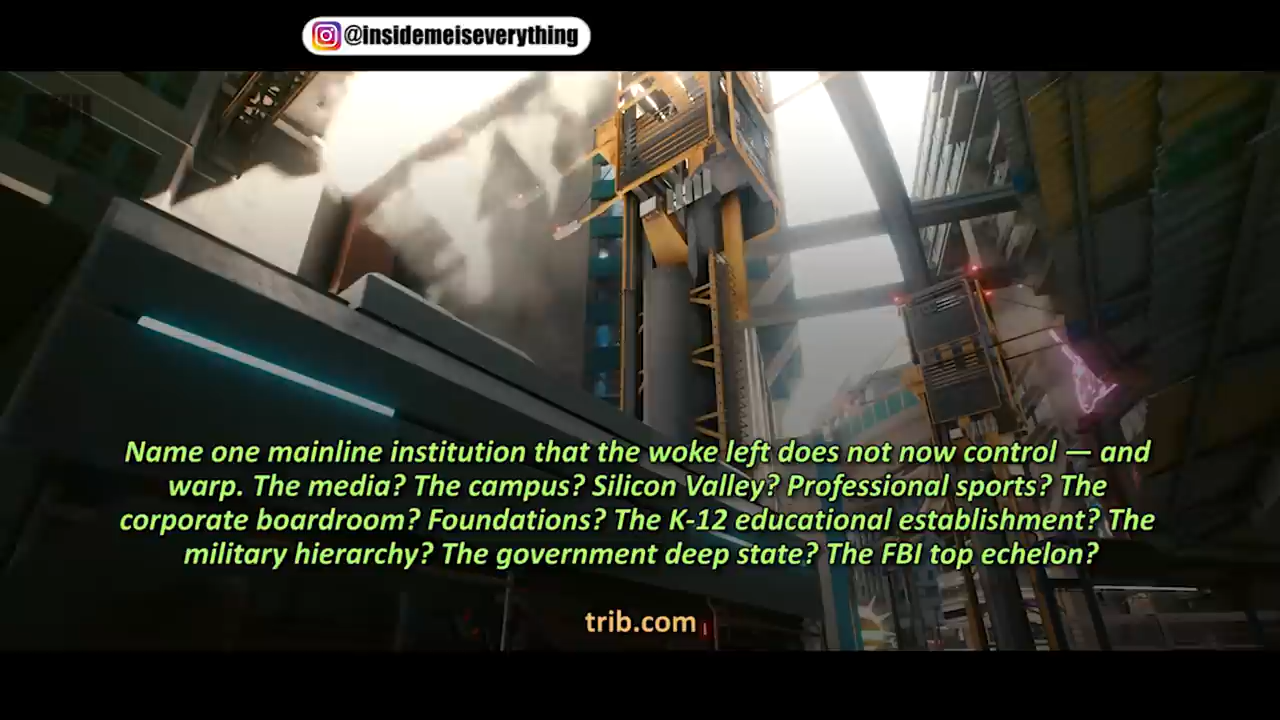 @insidemeiseverything
Name one mainline institution that the woke left does not now control — and
warp. The media? The campus? Silicon Valley? Professional sports? The
corporate boardroom? Foundations? The K-12 educational establishment? The
military hierarchy? The government deep state? The FBI top echelon?
trib.com